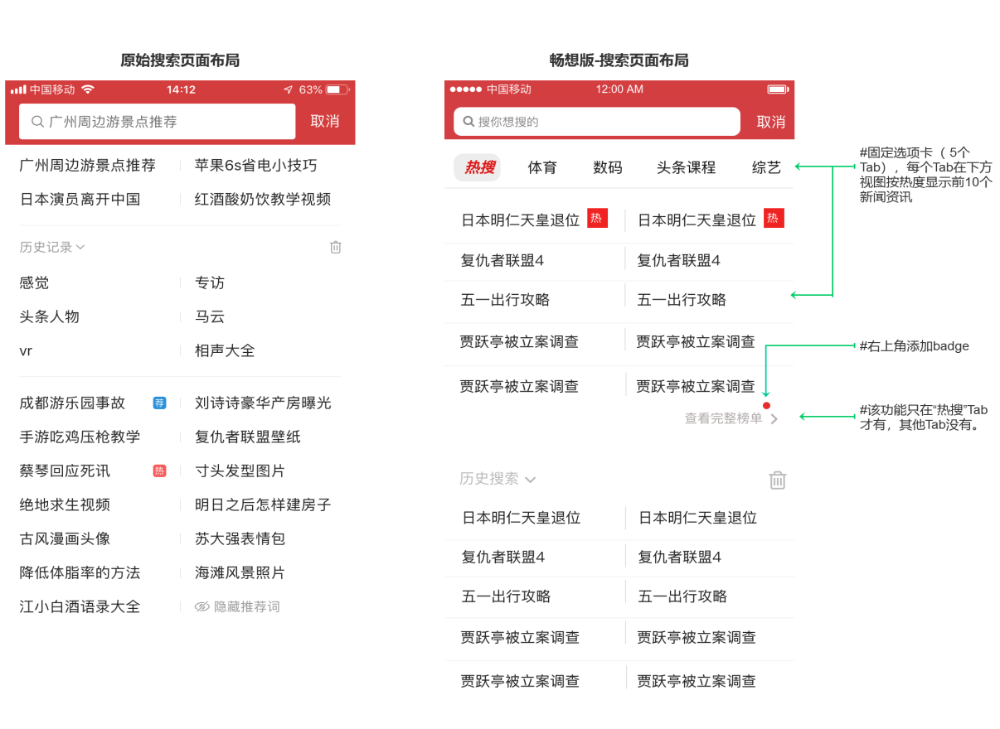 原始搜索页面布局
中国移动 14:12 63%
广州周边游景点推荐 取消
广州周边游景点推荐 苹果6s省电小技巧
日本演员离开中国 红酒酸奶饮教学视频
历史记录
感觉 专访
头条人物 马云
vr 相声大全
成都游乐园事故 荐 刘诗诗豪华产房曝光
手游吃鸡压枪教学 复仇者联盟壁纸
蔡琴回应死讯 热 寸头发型图片
绝地求生视频 明日之后怎样建房子
古风漫画头像 苏大强表情包
降低体脂率的方法 海滩风景照片
江小白酒语录大全 隐藏推荐词
畅想版-搜索页面布局
中国移动 12:00 AM
搜你想搜的 取消
热搜 体育 数码 头条课程 综艺
日本明仁天皇退位 热 日本明仁天皇退位 热
复仇者联盟4 复仇者联盟4
五一出行攻略 五一出行攻略
贾跃亭被立案调查 贾跃亭被立案调查
贾跃亭被立案调查 贾跃亭被立案调查
查看完整榜单
历史搜索
日本明仁天皇退位 日本明仁天皇退位
复仇者联盟4 复仇者联盟4
五一出行攻略 五一出行攻略
贾跃亭被立案调查 贾跃亭被立案调查
贾跃亭被立案调查 贾跃亭被立案调查
#固定选项卡（ 5个
Tab），每个Tab在下方
视图按热度显示前10个
新闻资讯
#右上角添加badge
#该功能只在“热搜”Tab
才有，其他Tab没有。